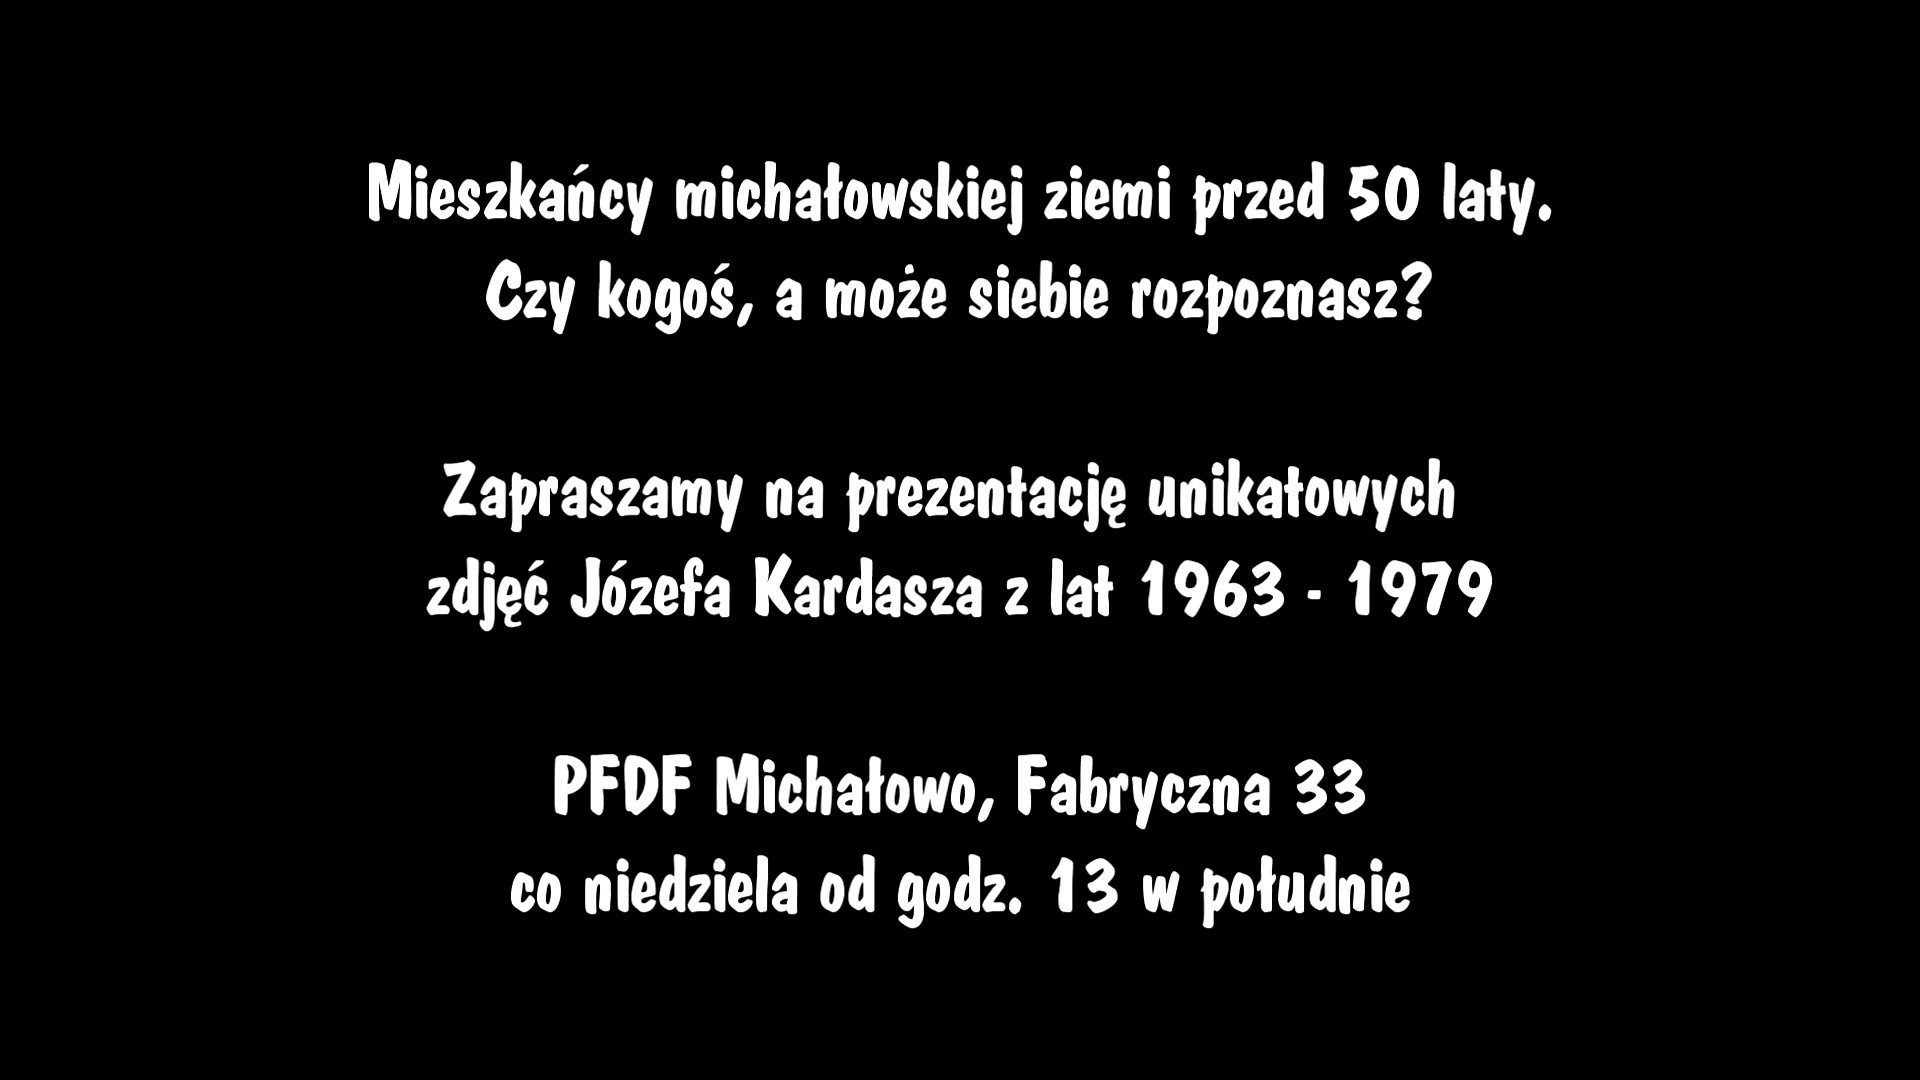 Mieszkańcy michałowskiej ziemi przed 50 laty.
Czy kogoś, a może siebie rozpoznasz?
Zapraszamy na prezentację unikatowych
zdjęć Józefa Kardasza z lat 1963 - 1979
PFDF Michałowo, Fabryczna 33
co niedziela od godz. 13 w południe